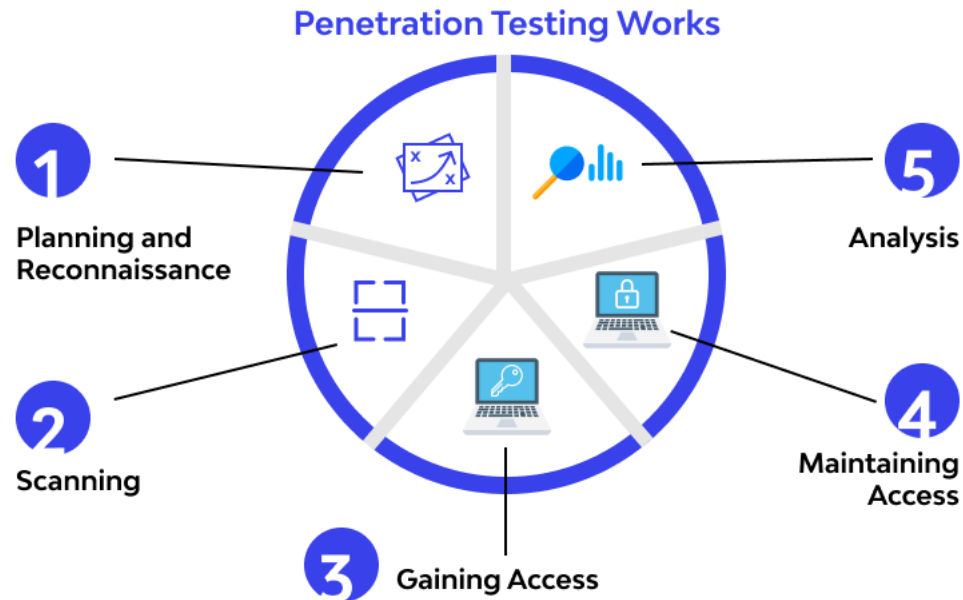 Penetration Testing Works
1
Planning and
Reconnaissance
2
Scanning
3
Gaining Access
4
Maintaining
Access
5
Analysis
x
x